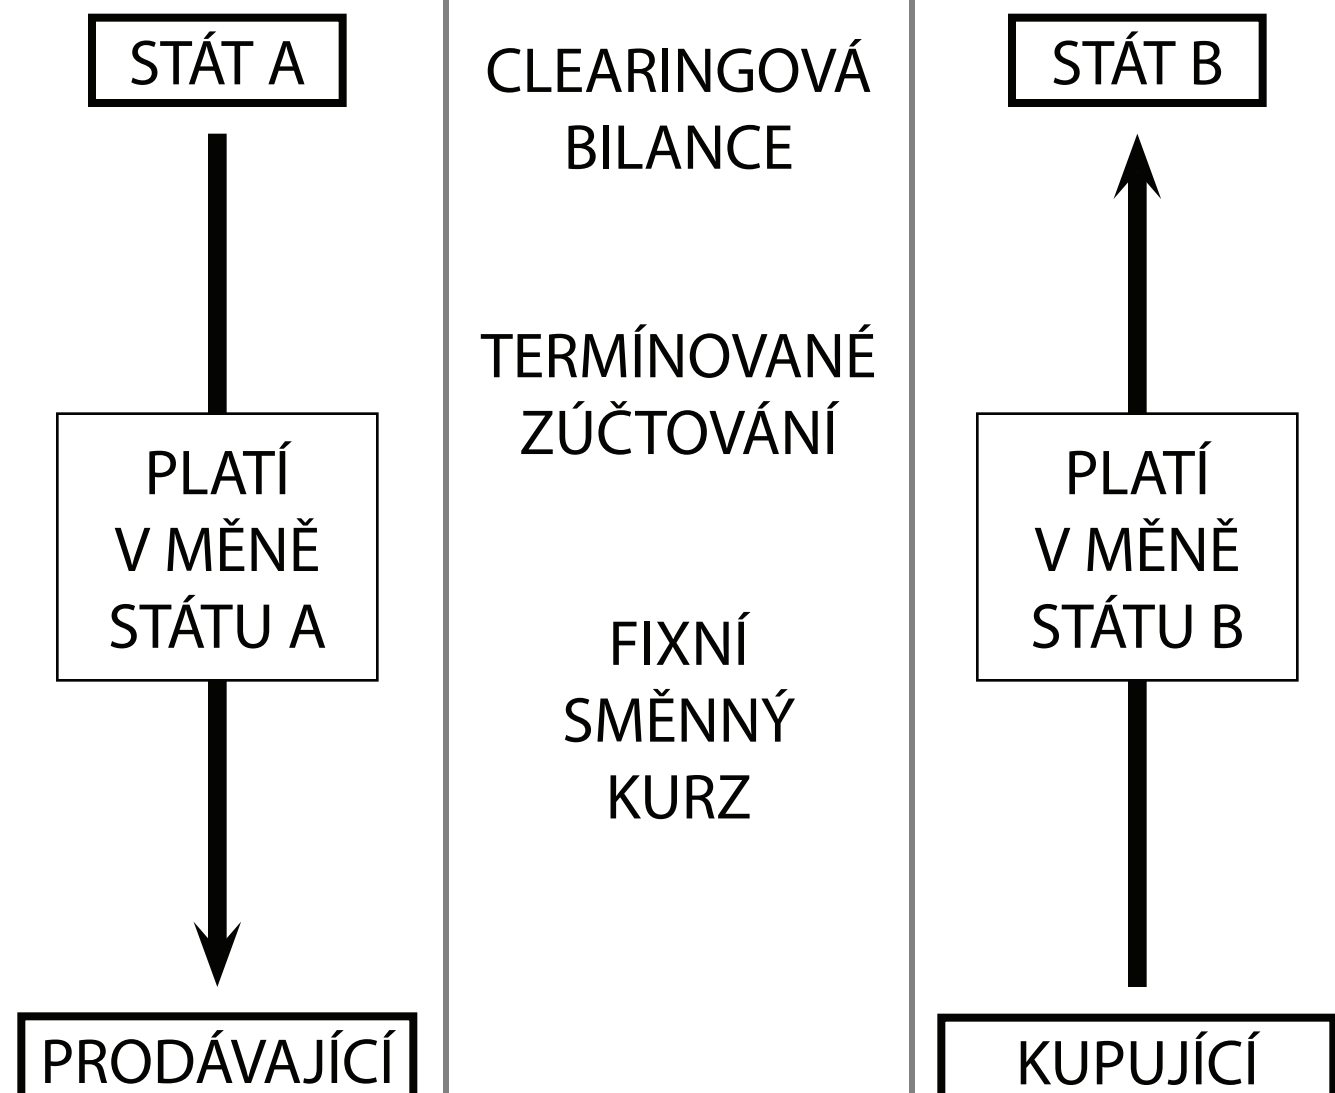 STÁT A
PLATÍ
V MĚNĚ
STÁTU A
PRODÁVAJÍCÍ
CLEARINGOVÁ
BILANCE
TERMÍNOVANÉ
ZÚČTOVÁNÍ
FIXNÍ
SMĚNNÝ
KURZ
STÁT B
PLATÍ
V MĚNĚ
STÁTU B
KUPUJÍCÍ